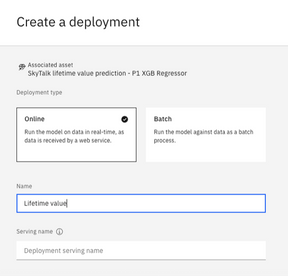 Create a deployment
Associated asset
SkyTalk lifetime value prediction - P1 XGB Regressor
Deployment type
Online
Run the model on data in real-time, as
data is received by a web service.
Batch
Run the model against data as a batch
process.
Name
Lifetime value
Serving name
Deployment serving name